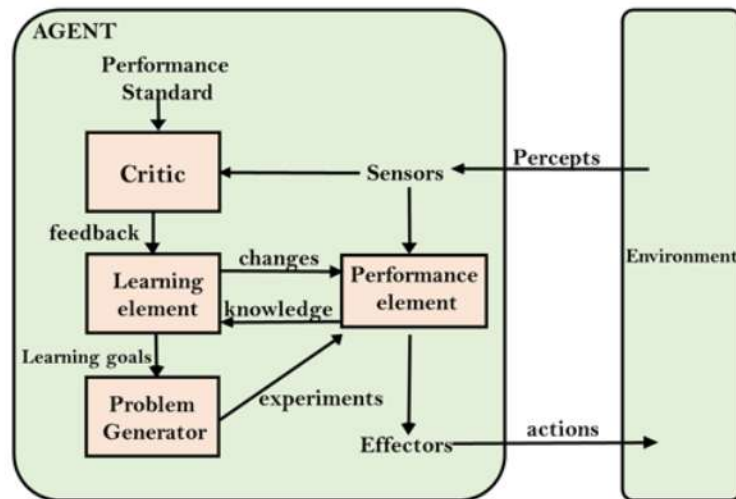 AGENT
Performance
Standard
Critic
Sensors
Percepts
feedback
changes
Environment
Learning
element
Performance
element
knowledge
Learning goals
Problem
Generator
experiments
Effectors
actions